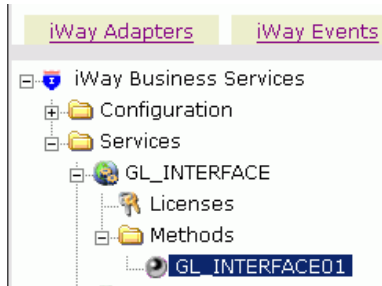 iWay Adapters iWay Events
iWay Business Services
Configuration
Services
GL_INTERFACE
Licenses
Methods
GL_INTERFACE01